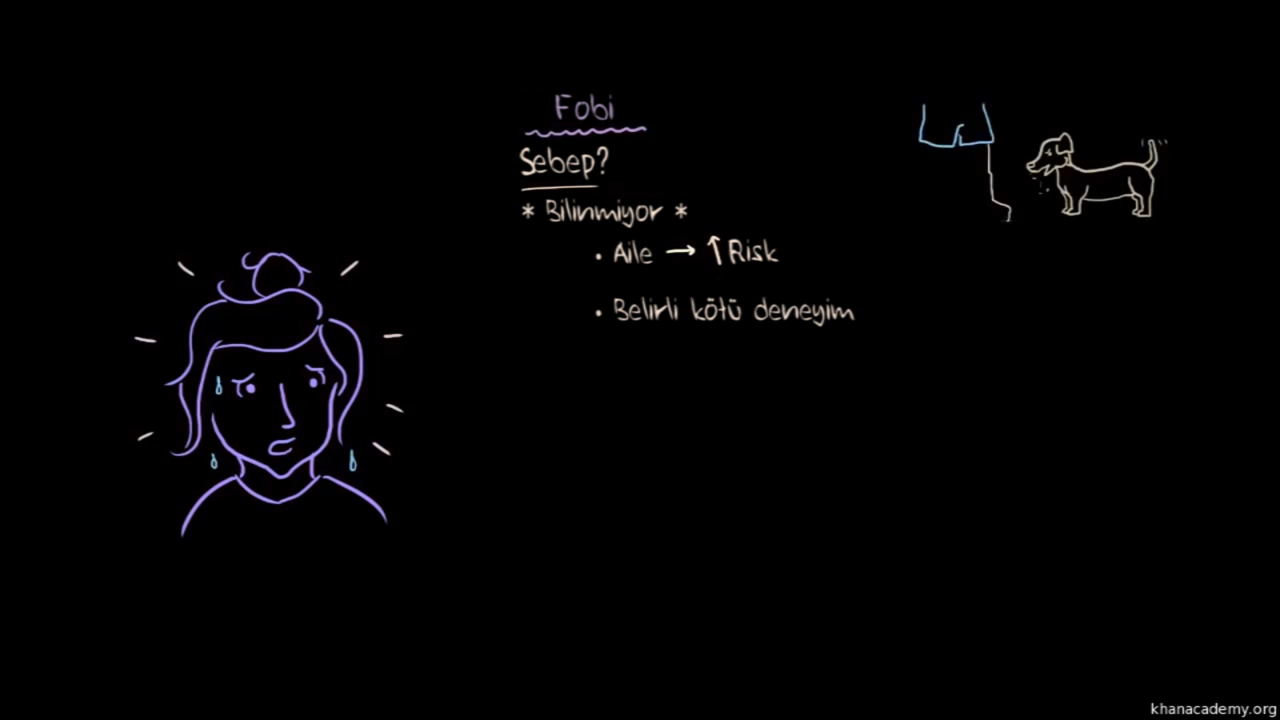 Fobi
Sebep?
* Bilinmiyor *
• Aile → ↑Risk
• Belirli kötü deneyim
khanacademy.org